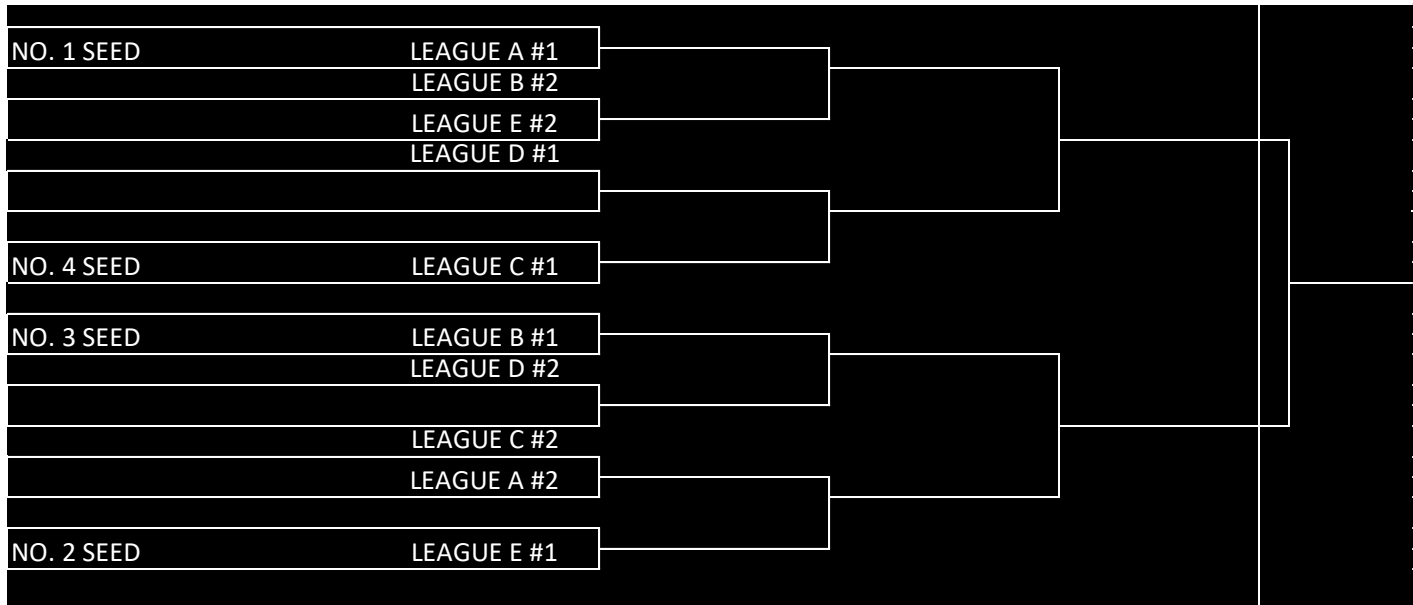 NO. 1 SEED LEAGUE A #1
LEAGUE B #2
LEAGUE E #2
LEAGUE D #1
NO. 4 SEED LEAGUE C #1
NO. 3 SEED LEAGUE B #1
LEAGUE D #2
LEAGUE C #2
LEAGUE A #2
NO. 2 SEED LEAGUE E #1